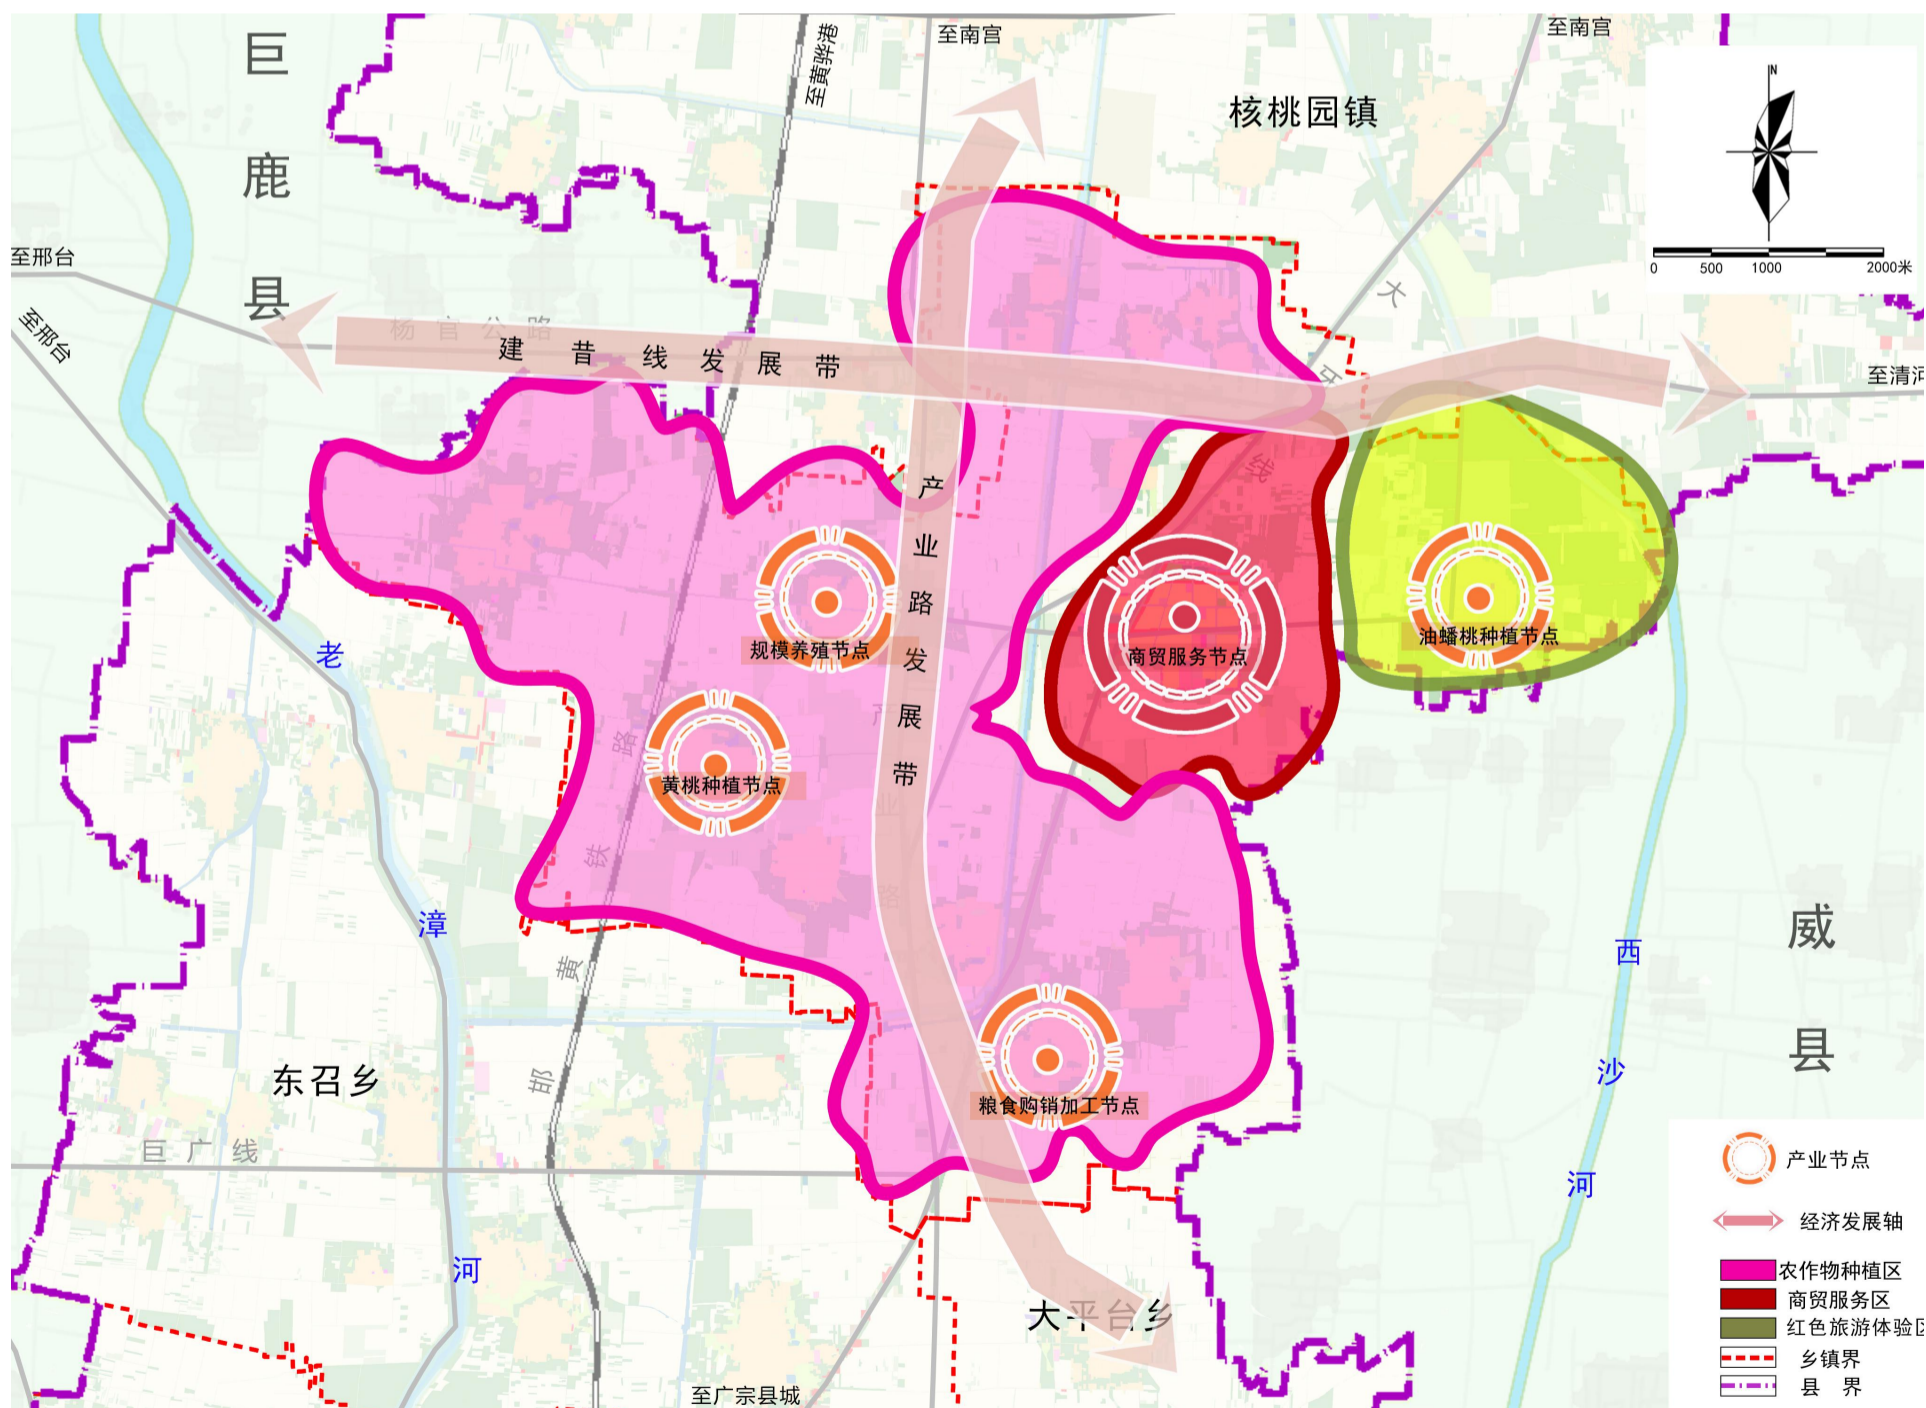 至南宫
至南宫
至黄骅港
巨鹿县
核桃园镇
N
0 500 1000 2000米
至邢台
至邢台
杨官公路
大
牙
线
建昔线发展带
至清河
产业路发展带
规模养殖节点
商贸服务节点
油蟠桃种植节点
黄桃种植节点
产业路
老漳河
邯黄铁路
粮食购销加工节点
西沙河
威县
东召乡
巨广线
大平台乡
至广宗县城
产业节点
经济发展轴
农作物种植区
商贸服务区
红色旅游体验区
乡镇界
县 界